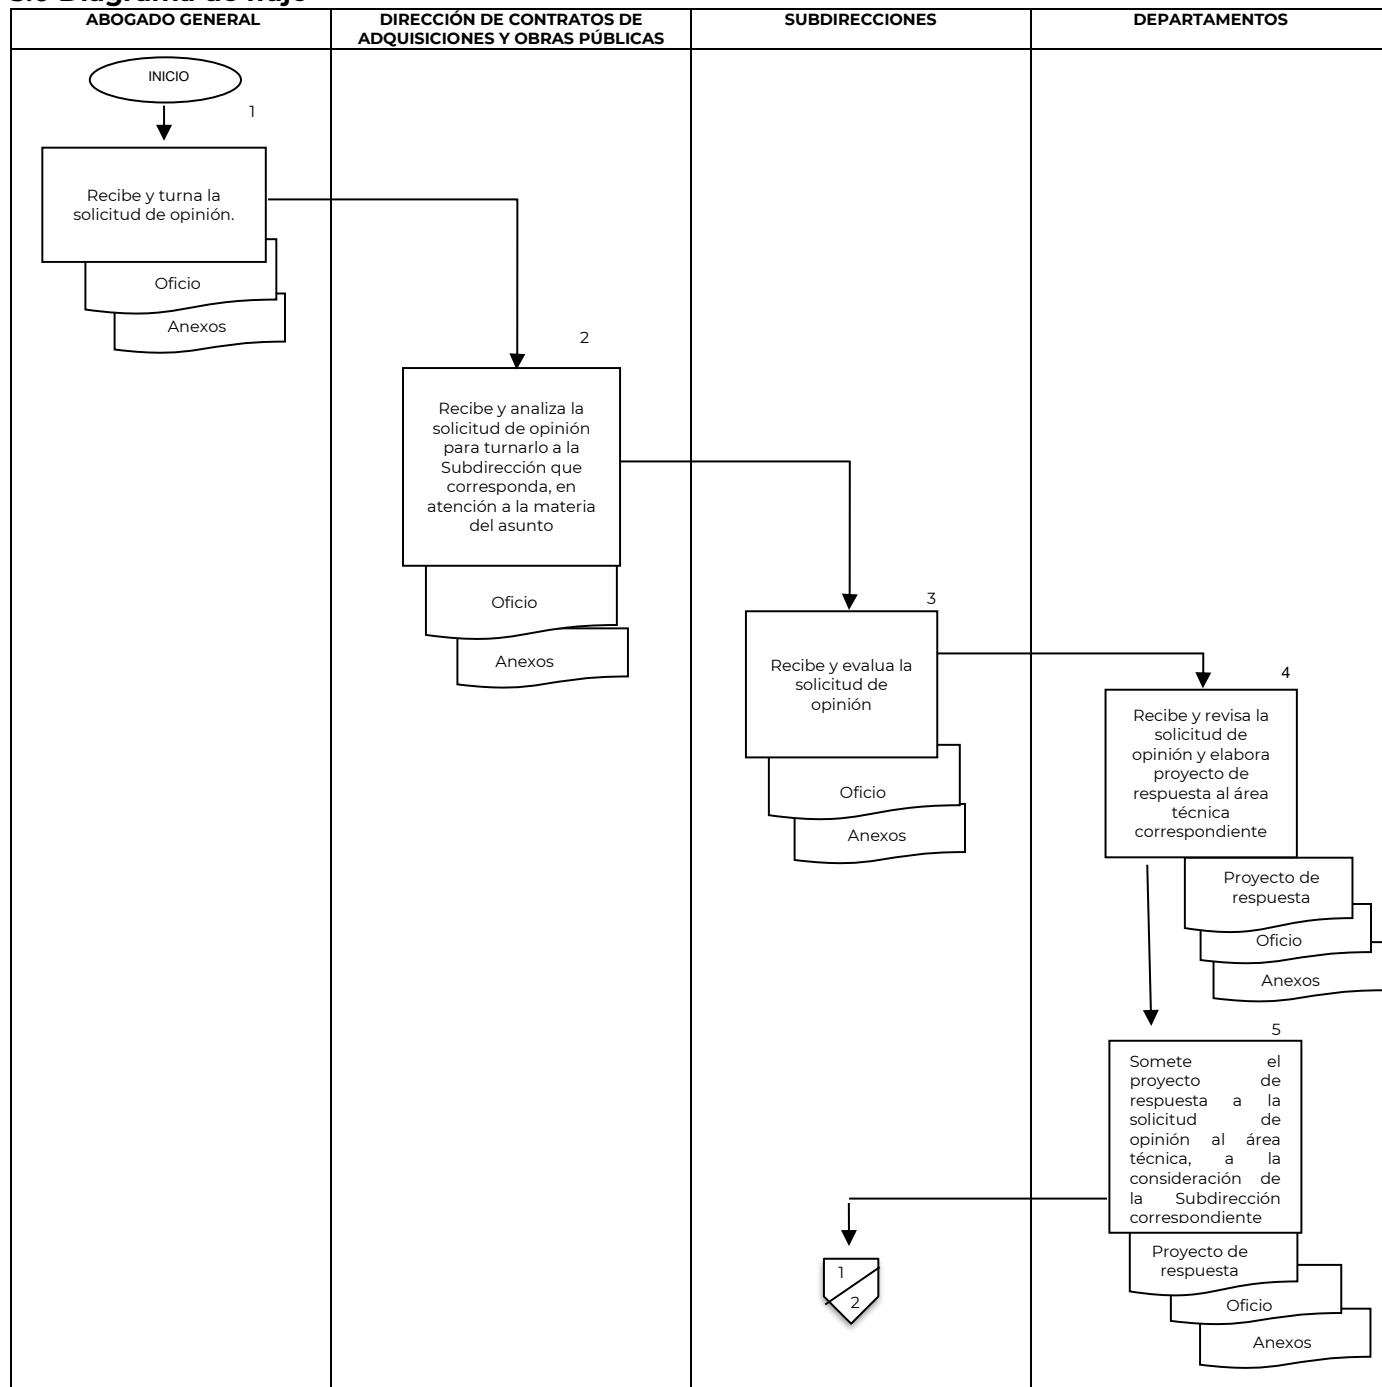 ABOGADO GENERAL
DIRECCIÓN DE CONTRATOS DE
ADQUISICIONES Y OBRAS PÚBLICAS
SUBDIRECCIONES
DEPARTAMENTOS
INICIO
1
Recibe y turna la
solicitud de opinión.
Oficio
Anexos
2
Recibe y analiza la
solicitud de opinión
para turnarlo a la
Subdirección que
corresponda, en
atención a la materia
del asunto
Oficio
Anexos
3
Recibe y evalua la
solicitud de
opinión
Oficio
Anexos
4
Recibe y revisa la
solicitud de
opinión y elabora
proyecto de
respuesta al área
técnica
correspondiente
Proyecto de
respuesta
Oficio
Anexos
5
Somete el
proyecto de
respuesta a la
solicitud de
opinión al área
técnica, a la
consideración de
la Subdirección
correspondiente
Proyecto de
respuesta
Oficio
Anexos
1
2